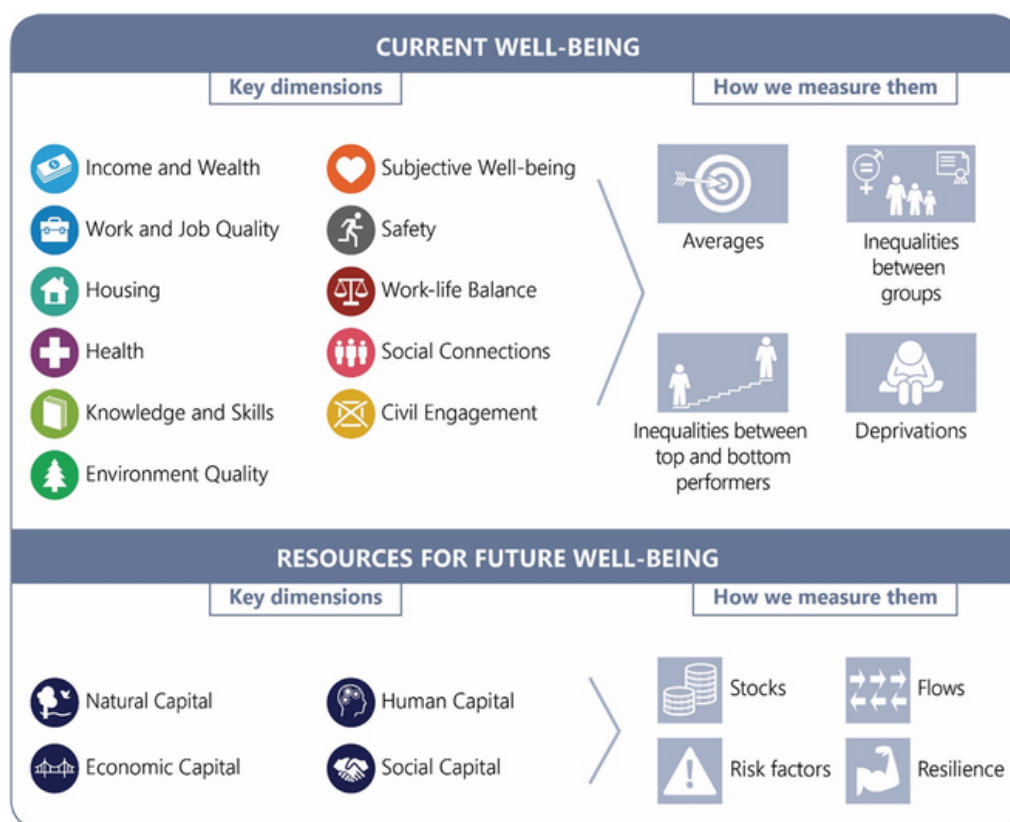 CURRENT WELL-BEING
Key dimensions
How we measure them
Income and Wealth
Subjective Well-being
Work and Job Quality
Safety
Housing
Work-life Balance
Health
Social Connections
Knowledge and Skills
Civil Engagement
Environment Quality
Averages
Inequalities
between
groups
Inequalities between
top and bottom
performers
Deprivations
RESOURCES FOR FUTURE WELL-BEING
Key dimensions
How we measure them
Natural Capital
Human Capital
Economic Capital
Social Capital
Stocks
Flows
Risk factors
Resilience